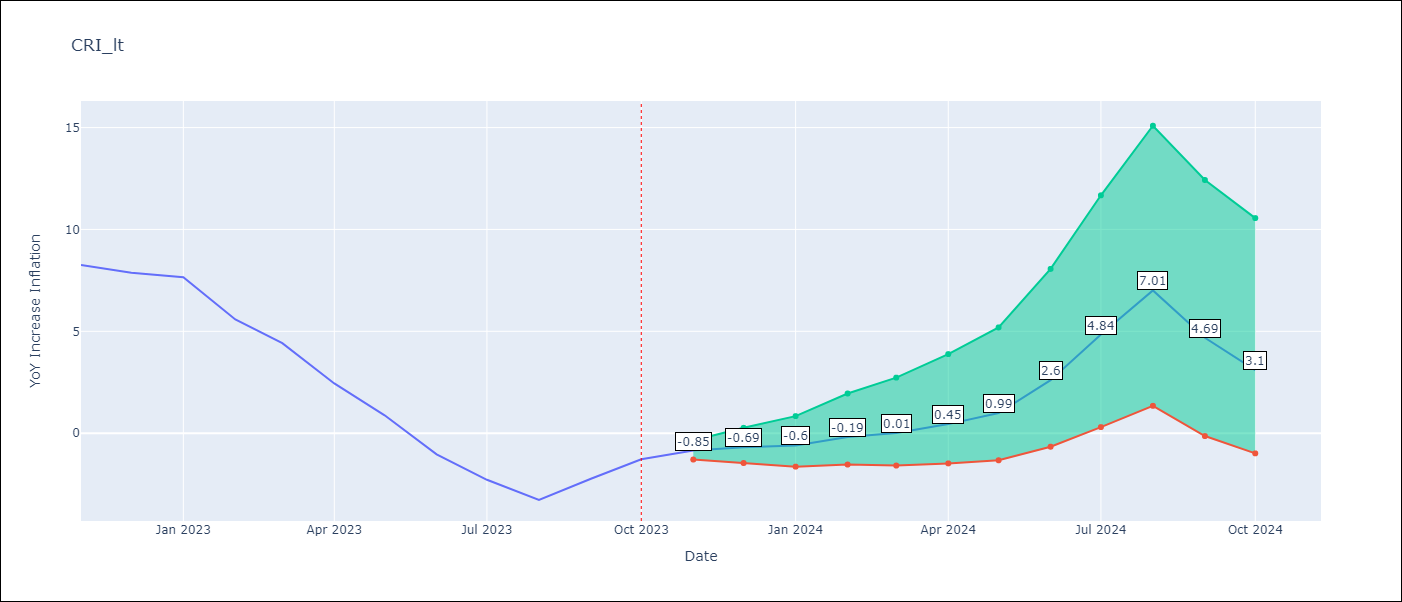 CRI_lt
YoY Increase Inflation
15
10
5
0
-0.85
-0.69
-0.6
-0.19
0.01
0.45
0.99
2.6
4.84
7.01
4.69
3.1
Jan 2023
Apr 2023
Jul 2023
Oct 2023
Jan 2024
Apr 2024
Jul 2024
Oct 2024
Date